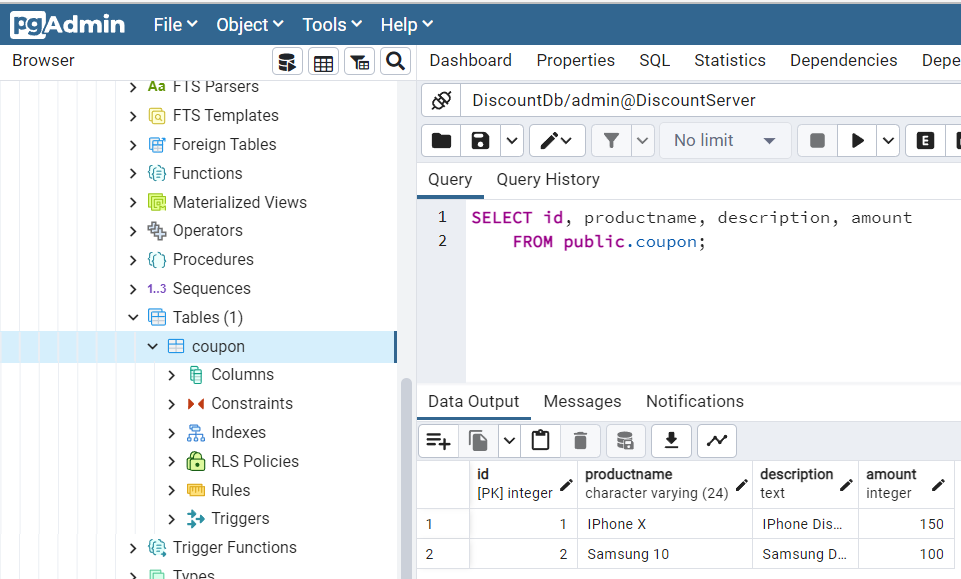 pgAdmin File Object Tools Help
Browser
Dashboard Properties SQL Statistics Dependencies Depe
Aa FTS Parsers
FTS Templates
Foreign Tables
Functions
Materialized Views
Operators
Procedures
1..3 Sequences
Tables (1)
coupon
Columns
Constraints
Indexes
RLS Policies
Rules
Triggers
Trigger Functions
Types
DiscountDb/admin@DiscountServer
No limit E
Query Query History
1 SELECT id, productname, description, amount
2 FROM public.coupon;
Data Output Messages Notifications
id productname description amount
[PK] integer character varying (24) text integer
1 1 IPhone X IPhone Dis... 150
2 2 Samsung 10 Samsung D... 100